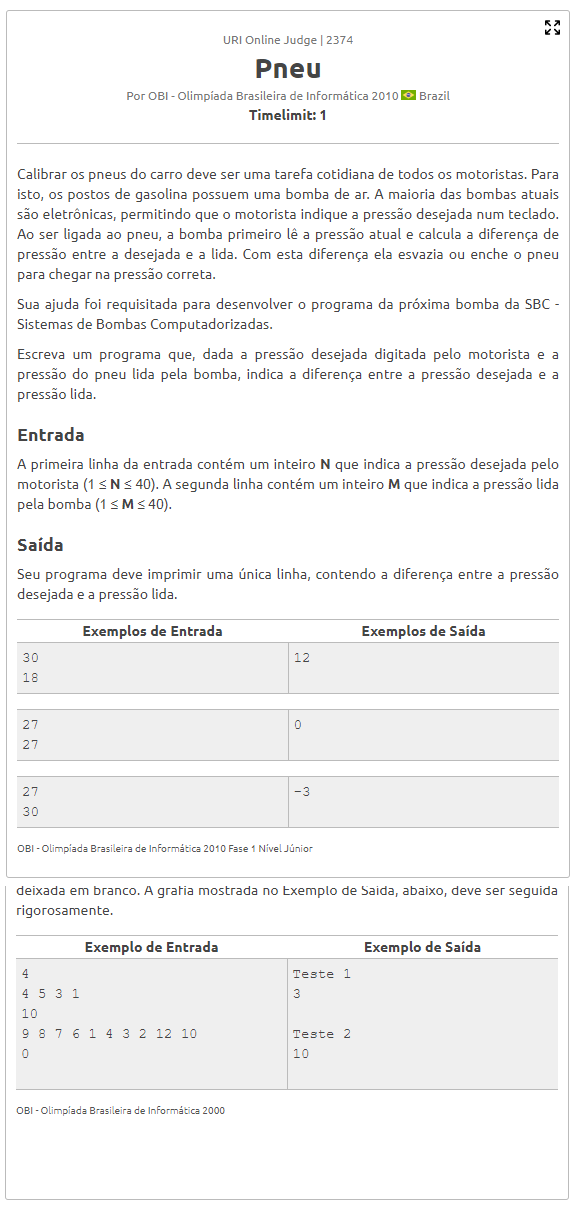 URI Online Judge | 2374
Pneu
Por OBI - Olimpíada Brasileira de Informática 2010 Brazil
Timelimit: 1
Calibrar os pneus do carro deve ser uma tarefa cotidiana de todos os motoristas. Para
isto, os postos de gasolina possuem uma bomba de ar. A maioria das bombas atuais
são eletrônicas, permitindo que o motorista indique a pressão desejada num teclado.
Ao ser ligada ao pneu, a bomba primeiro lê a pressão atual e calcula a diferença de
pressão entre a desejada e a lida. Com esta diferença ela esvazia ou enche o pneu
para chegar na pressão correta.
Sua ajuda foi requisitada para desenvolver o programa da próxima bomba da SBC -
Sistemas de Bombas Computadorizadas.
Escreva um programa que, dada a pressão desejada digitada pelo motorista e a
pressão do pneu lida pela bomba, indica a diferença entre a pressão desejada e a
pressão lida.
Entrada
A primeira linha da entrada contém um inteiro N que indica a pressão desejada pelo
motorista (1 ≤ N ≤ 40). A segunda linha contém um inteiro M que indica a pressão lida
pela bomba (1 ≤ M ≤ 40).
Saída
Seu programa deve imprimir uma única linha, contendo a diferença entre a pressão
desejada e a pressão lida.
Exemplos de Entrada Exemplos de Saída
30 12
18
27 0
27
27 -3
30
OBI - Olimpíada Brasileira de Informática 2010 Fase 1 Nível Júnior
deixada em branco. A grafia mostrada no Exemplo de Saída, abaixo, deve ser seguida
rigorosamente.
Exemplo de Entrada Exemplo de Saída
4 Teste 1
4 5 3 1 3
10
9 8 7 6 1 4 3 2 12 10 Teste 2
0 10
OBI - Olimpíada Brasileira de Informática 2000